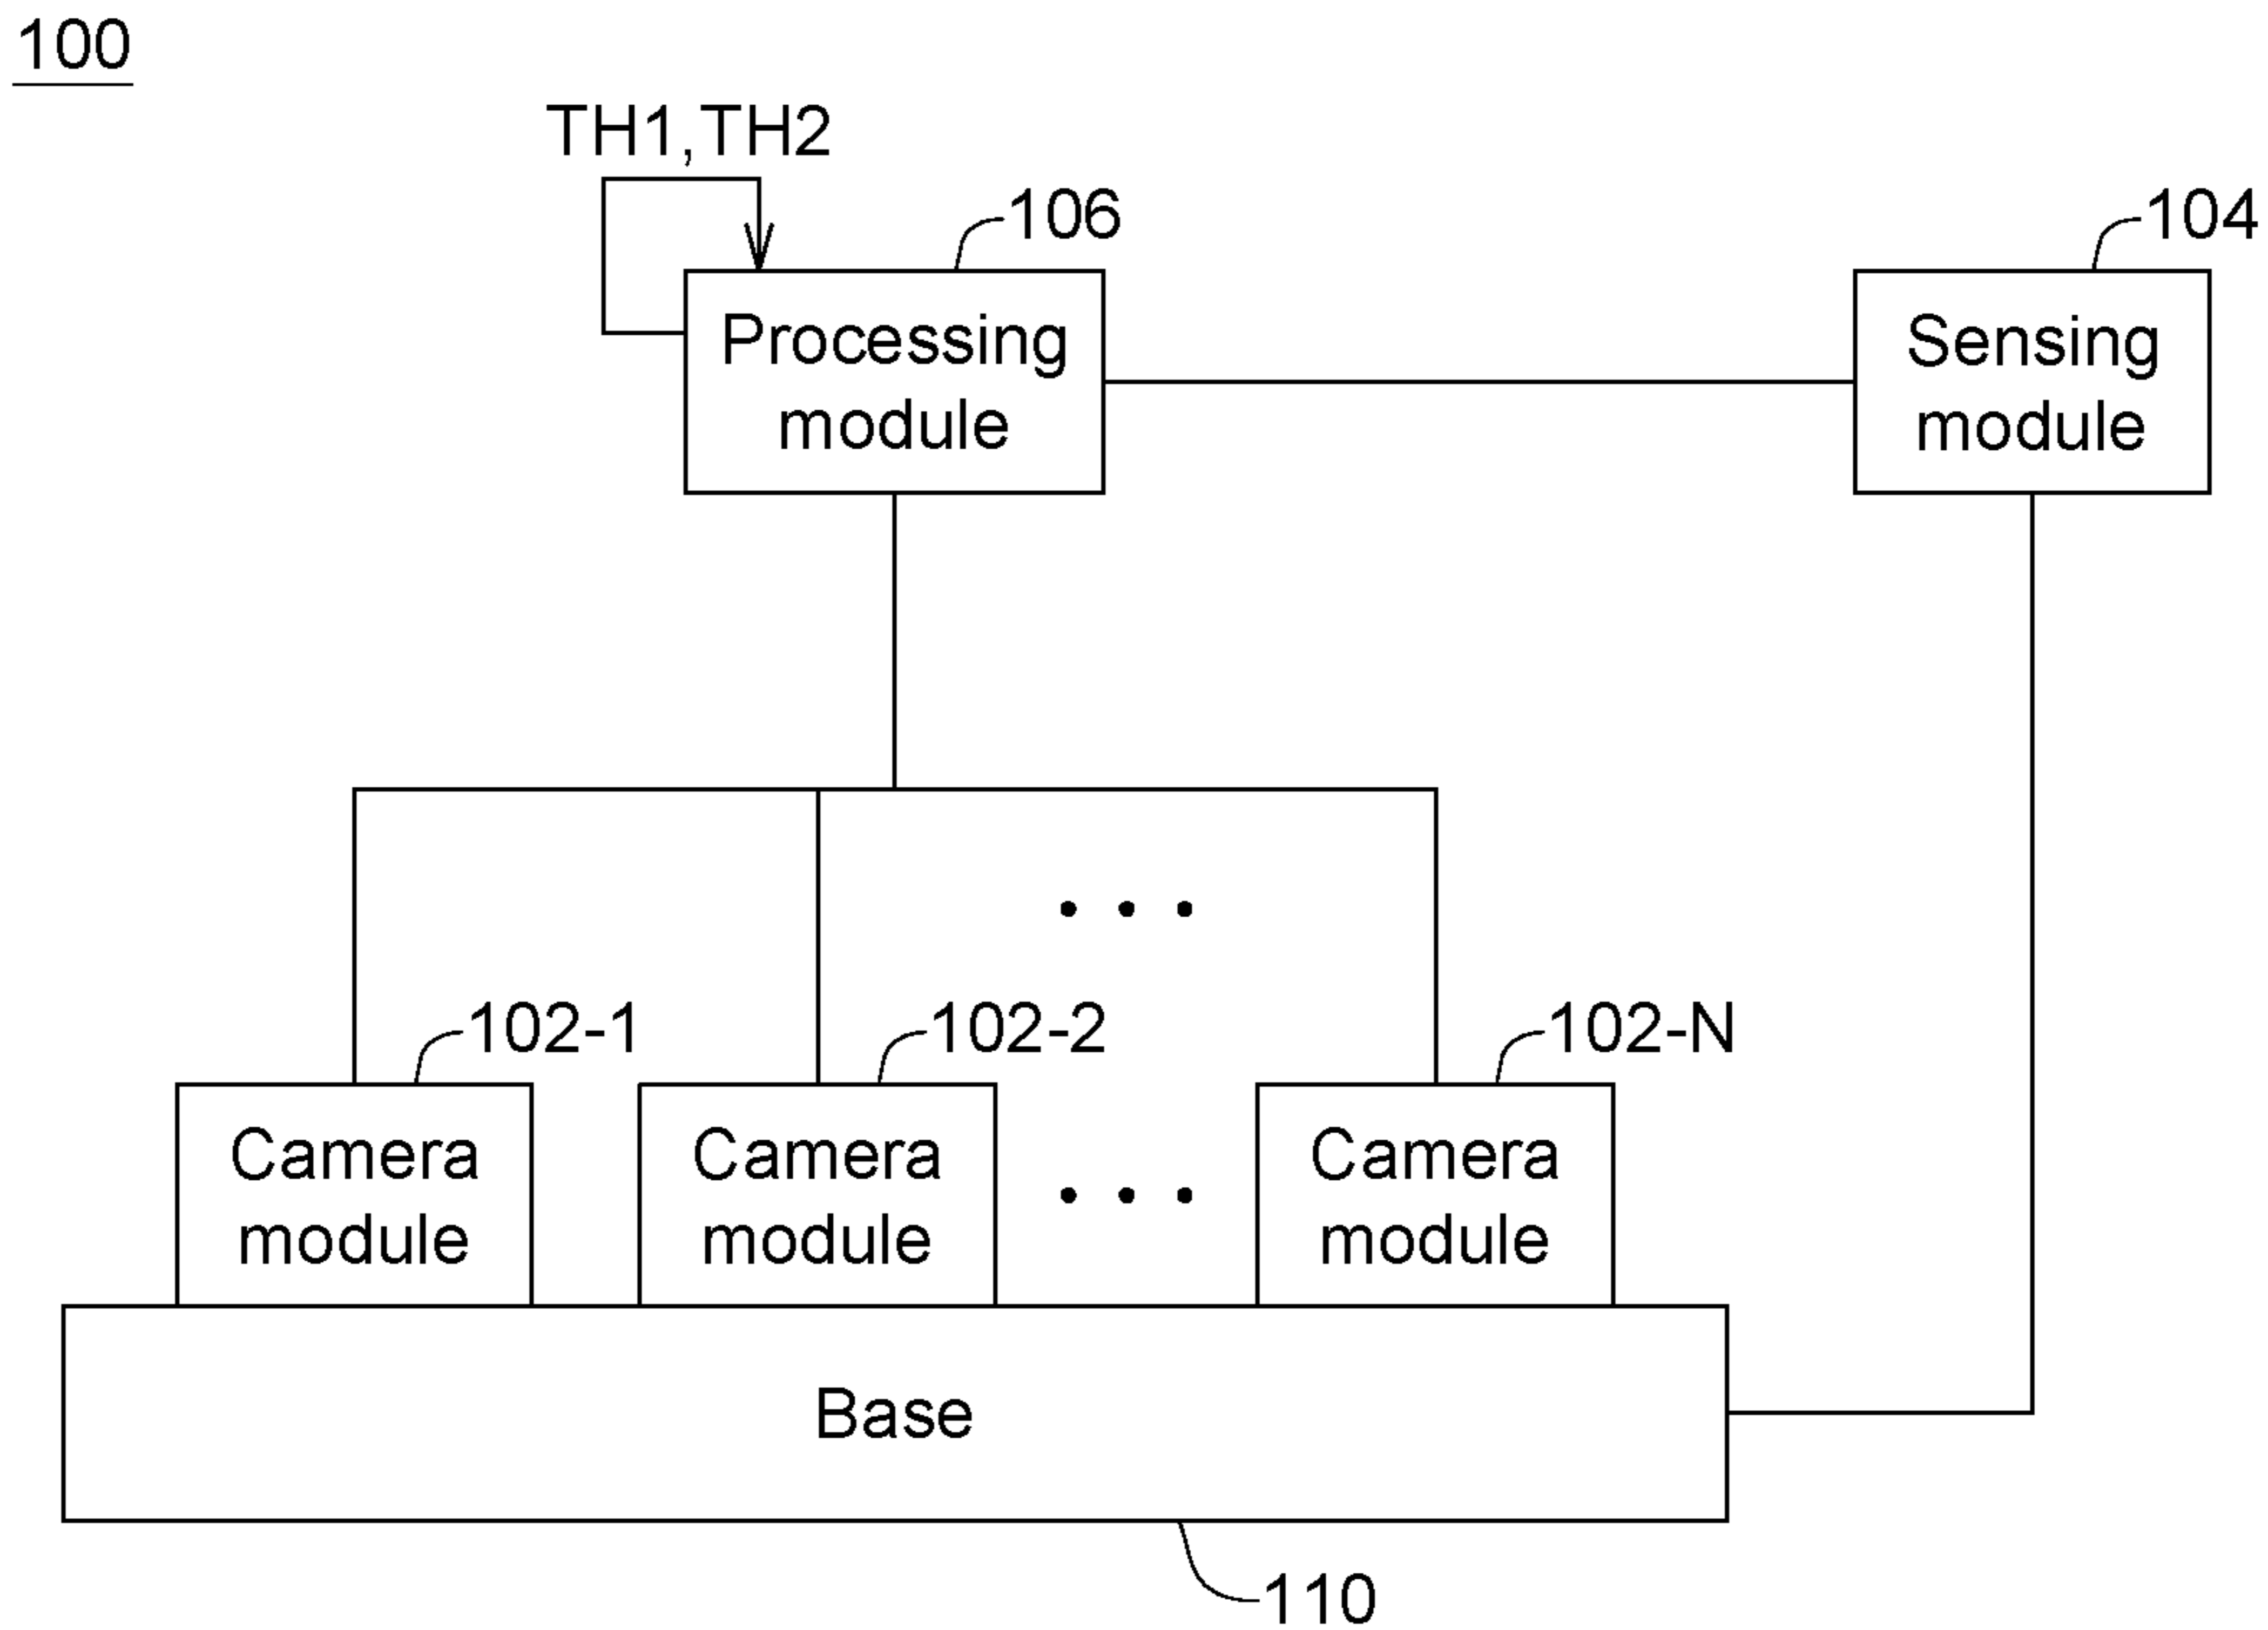 100
TH1,TH2
106
104
Processing
module
Sensing
module
102-1
102-2
102-N
Camera
module
Camera
module
Camera
module
Base
110